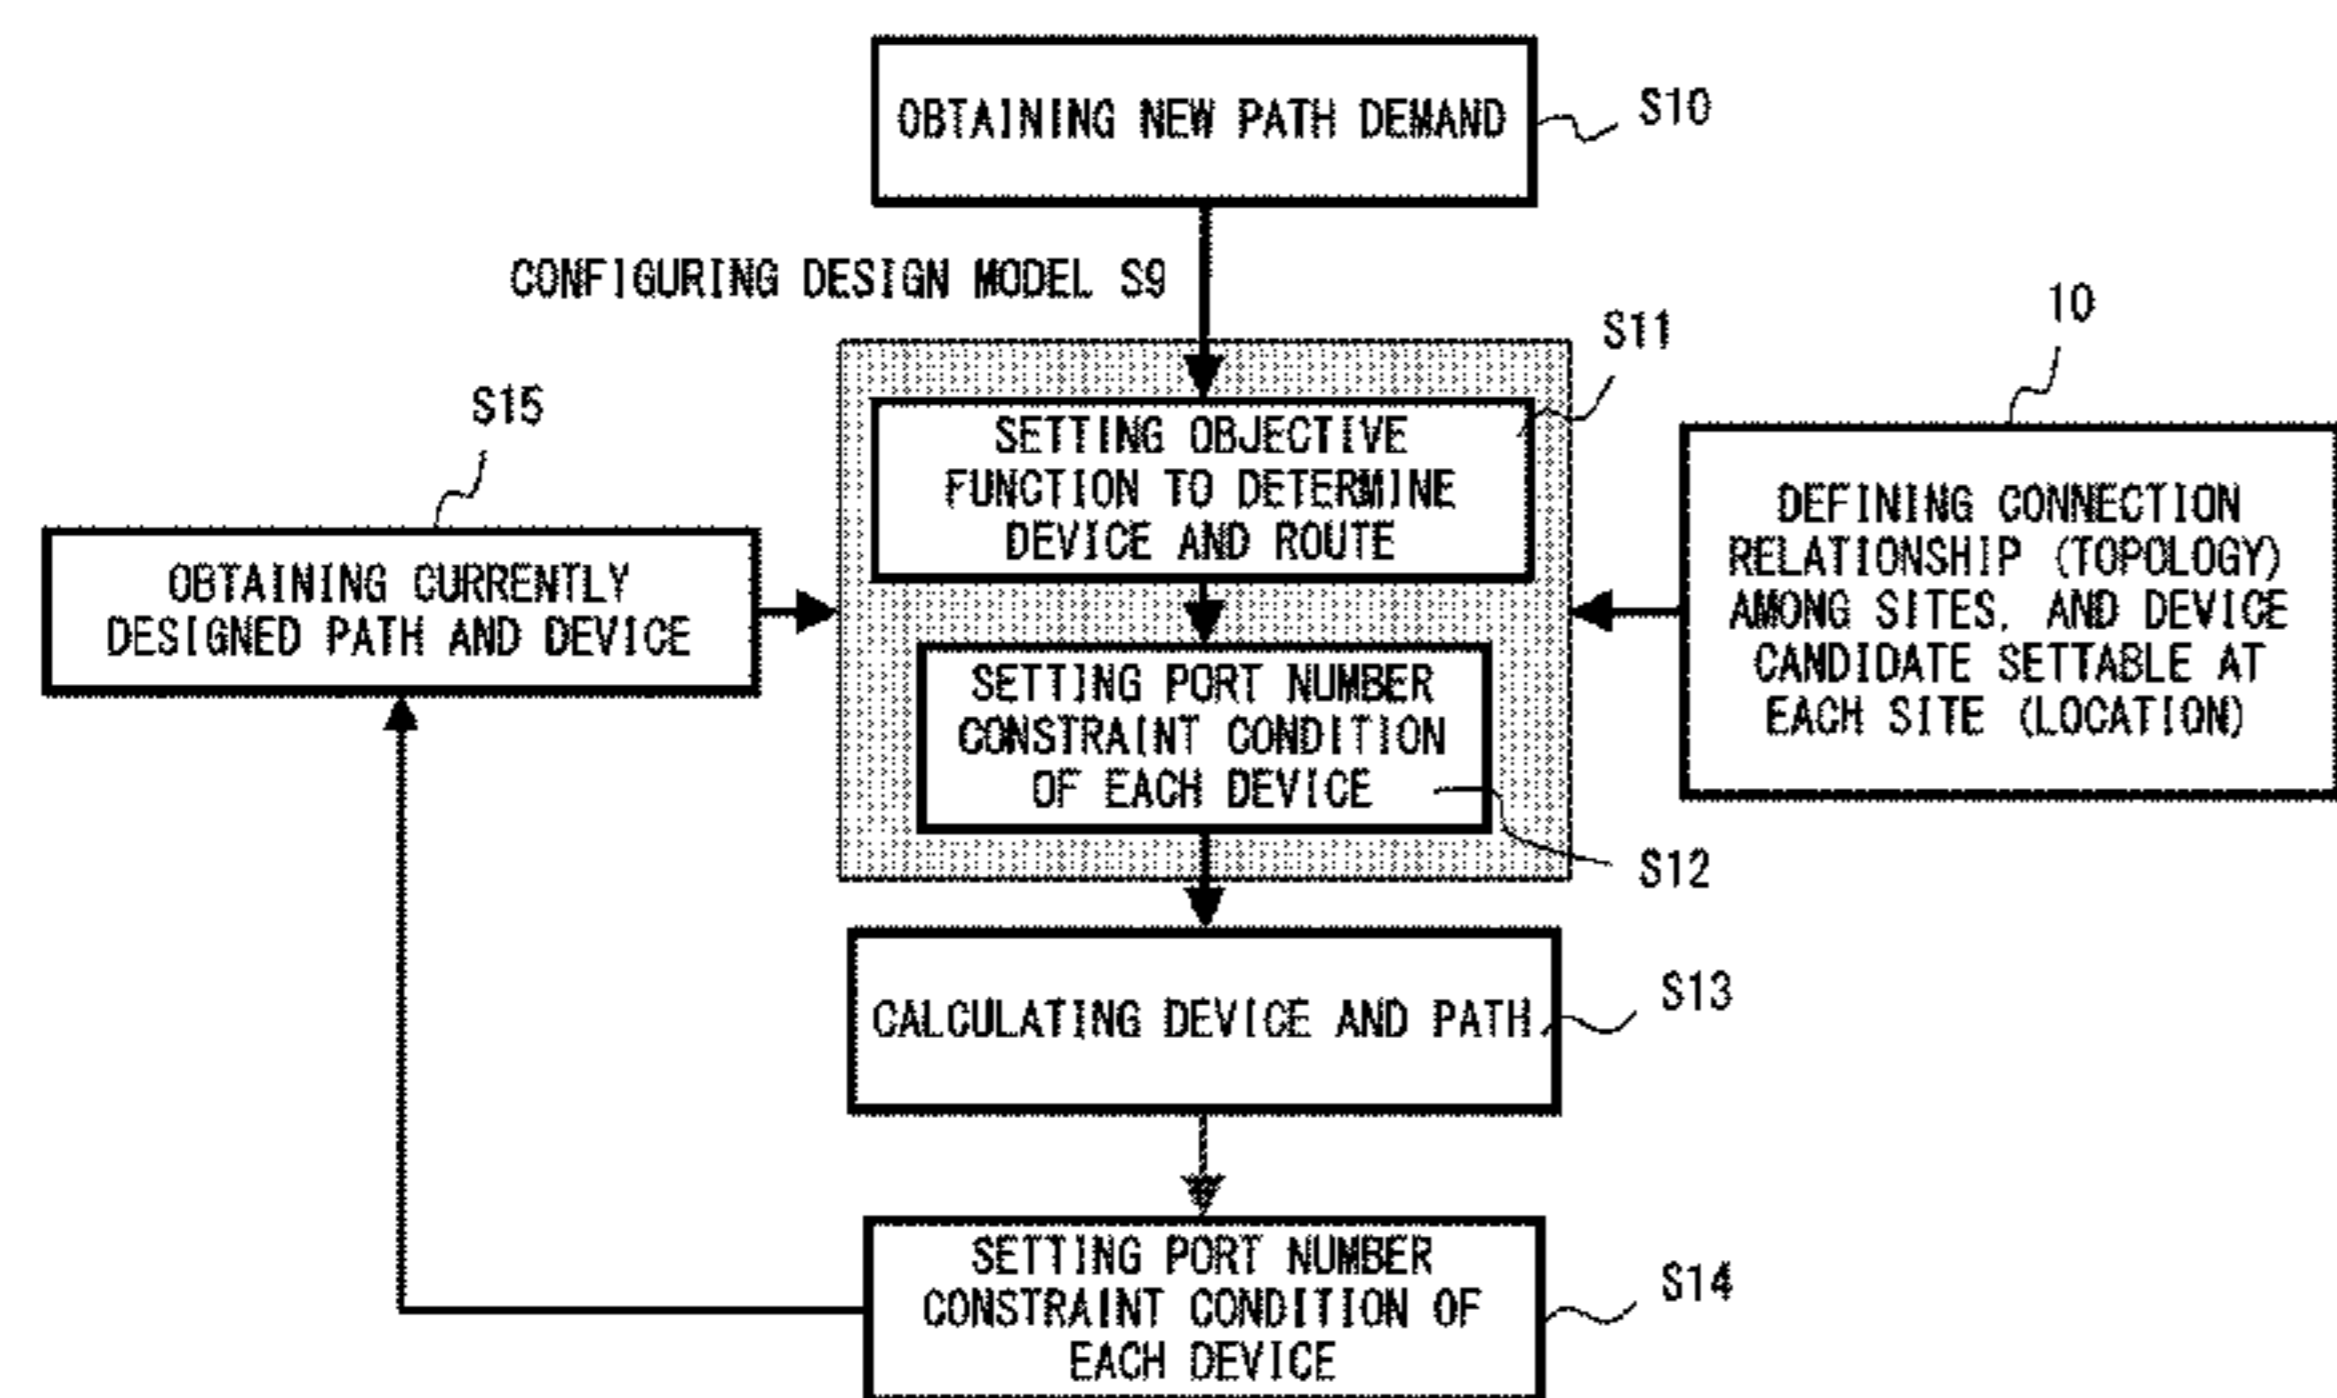 OBTAINING NEW PATH DEMAND
S10
CONFIGURING DESIGN MODEL S9
S11
10
SETTING OBJECTIVE
FUNCTION TO DETERMINE
DEVICE AND ROUTE
S15
OBTAINING CURRENTLY
DESIGNED PATH AND DEVICE
DEFINING CONNECTION
RELATIONSHIP (TOPOLOGY)
AMONG SITES, AND DEVICE
CANDIDATE SETTABLE AT
EACH SITE (LOCATION)
SETTING PORT NUMBER
CONSTRAINT CONDITION
OF EACH DEVICE
S12
CALCULATING DEVICE AND PATH
S13
SETTING PORT NUMBER
CONSTRAINT CONDITION OF
EACH DEVICE
S14